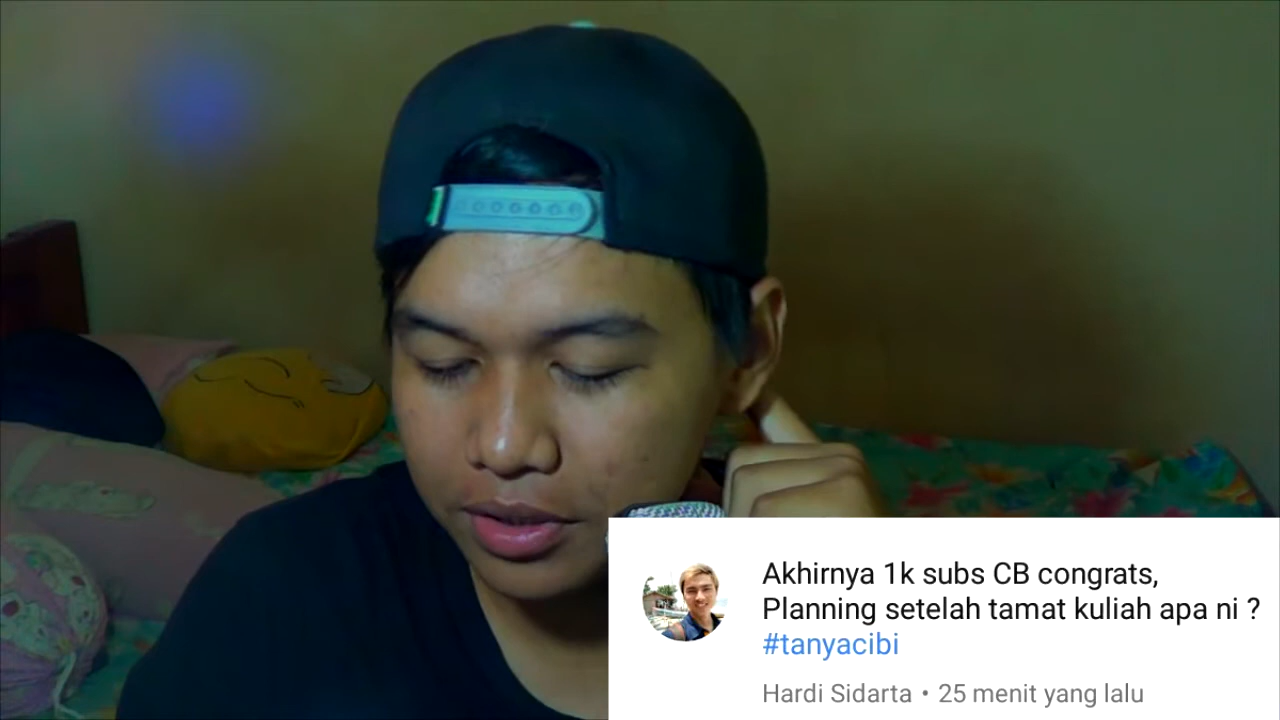 Akhirnya 1k subs CB congrats,
Planning setelah tamat kuliah apa ni ?
#tanyacibi
Hardi Sidarta • 25 menit yang lalu